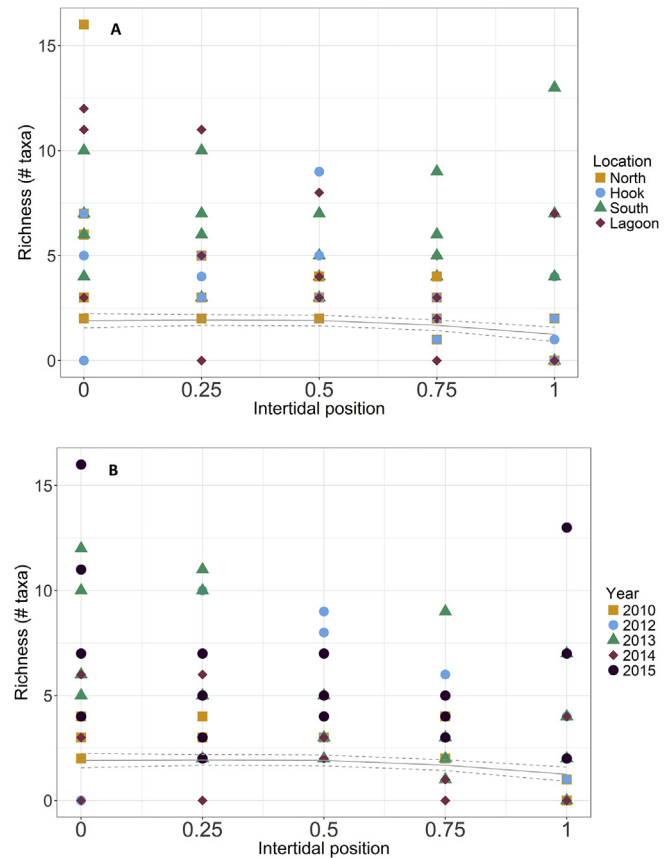 A
Richness (# taxa)
15
10
5
0
0 0.25 0.5 0.75 1
Intertidal position
Location
North
Hook
South
Lagoon
B
Richness (# taxa)
15
10
5
0
0 0.25 0.5 0.75 1
Intertidal position
Year
2010
2012
2013
2014
2015